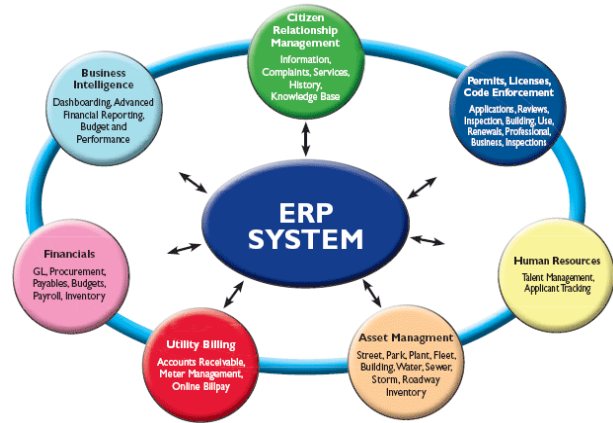 Citizen
Relationship
Management
Information,
Complaints, Services,
History,
Knowledge Base
Business
Intelligence
Dashboarding, Advanced
Financial Reporting,
Budget and
Performance
Permits, Licenses,
Code Enforcement
Applications, Reviews,
Inspection, Building, Use,
Renewals, Professional,
Business, Inspections
ERP
SYSTEM
Financials
GL, Procurement,
Payables, Budgets,
Payroll, Inventory
Human Resources
Talent Management,
Applicant Tracking
Utility Billing
Accounts Receivable,
Meter Management,
Online Billpay
Asset Managment
Street, Park, Plant, Fleet,
Building, Water, Sewer,
Storm, Roadway
Inventory